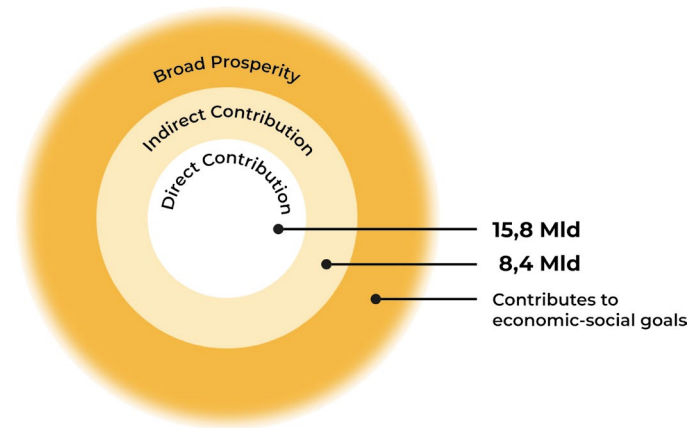 Broad Prosperity
Indirect Contribution
Direct Contribution
15,8 Mld
8,4 Mld
Contributes to
economic-social goals